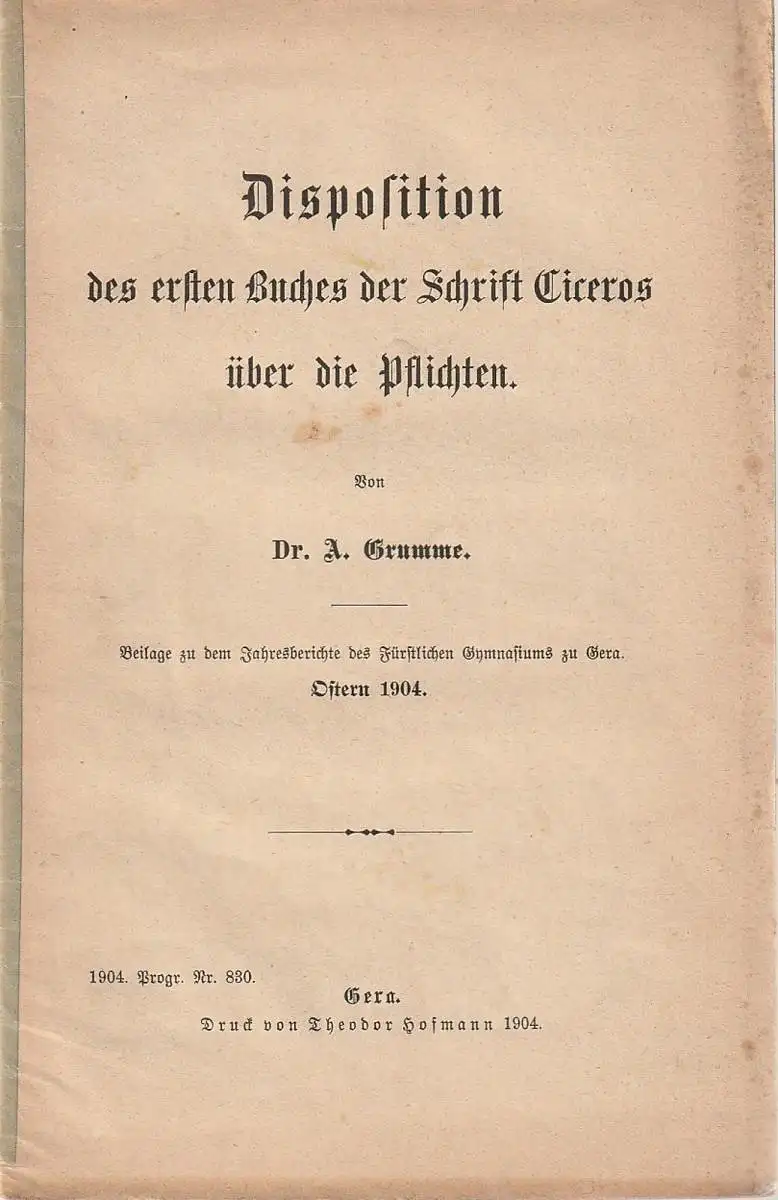 Disposition
des ersten Buches der Schrift Ciceros
über die Pflichten.
Von
Dr. A. Grumme.
Beilage zu dem Jahresberichte des Fürstlichen Gymnasiums zu Gera.
Ostern 1904.
1904. Progr. Nr. 830.
Gera.
Druck von Theodor Hofmann 1904.